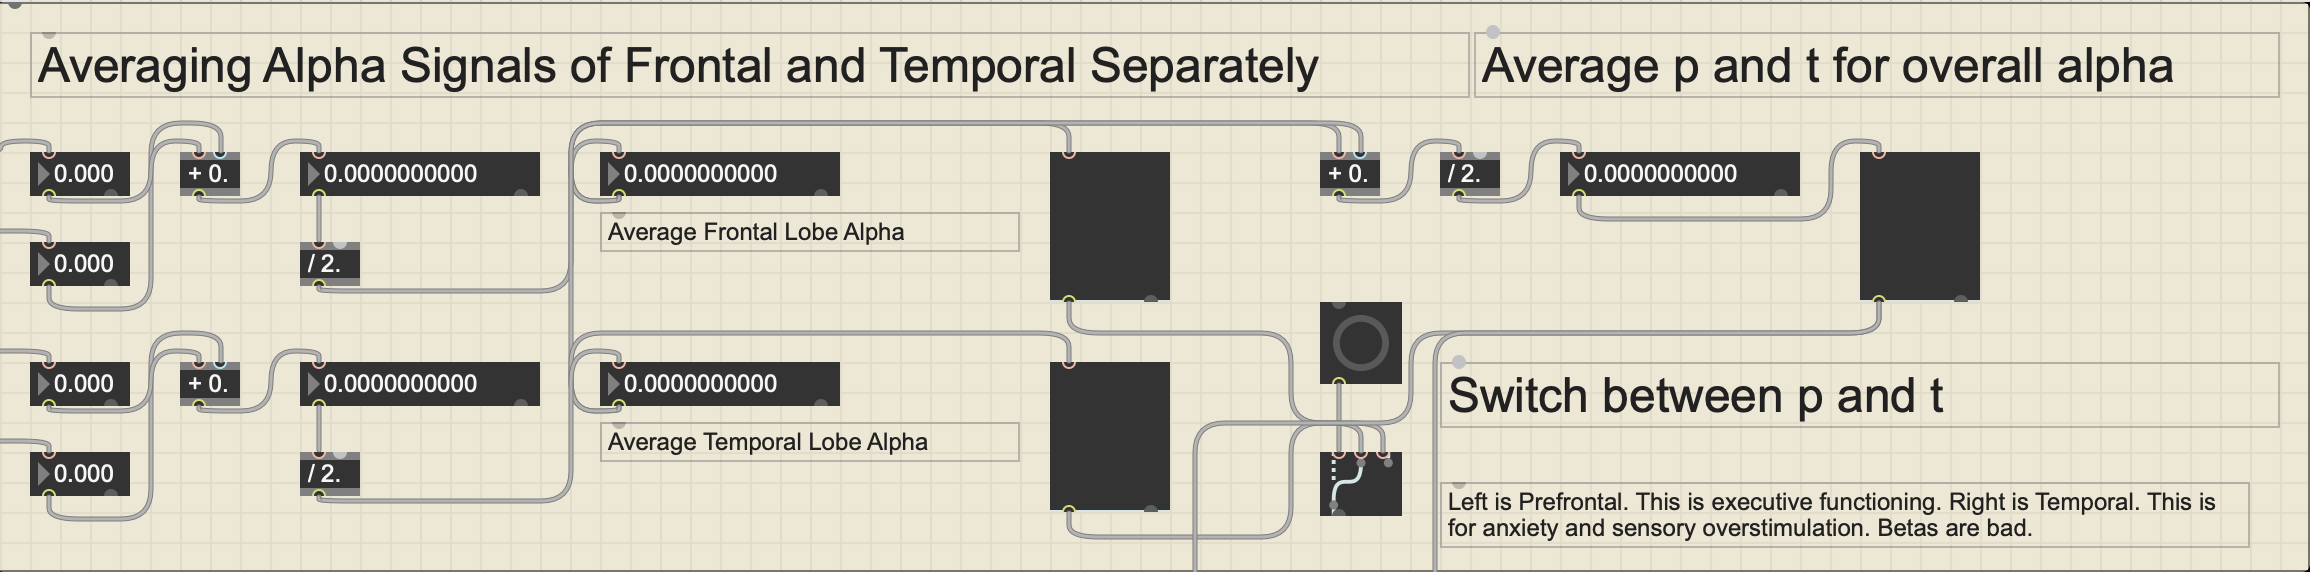 Averaging Alpha Signals of Frontal and Temporal Separately
Average p and t for overall alpha
0.000
+ 0.
0.0000000000
0.0000000000
+ 0.
/ 2.
0.0000000000
Average Frontal Lobe Alpha
0.000
/ 2.
0.000
+ 0.
0.0000000000
0.0000000000
Switch between p and t
Average Temporal Lobe Alpha
0.000
/ 2.
Left is Prefrontal. This is executive functioning. Right is Temporal. This is
for anxiety and sensory overstimulation. Betas are bad.